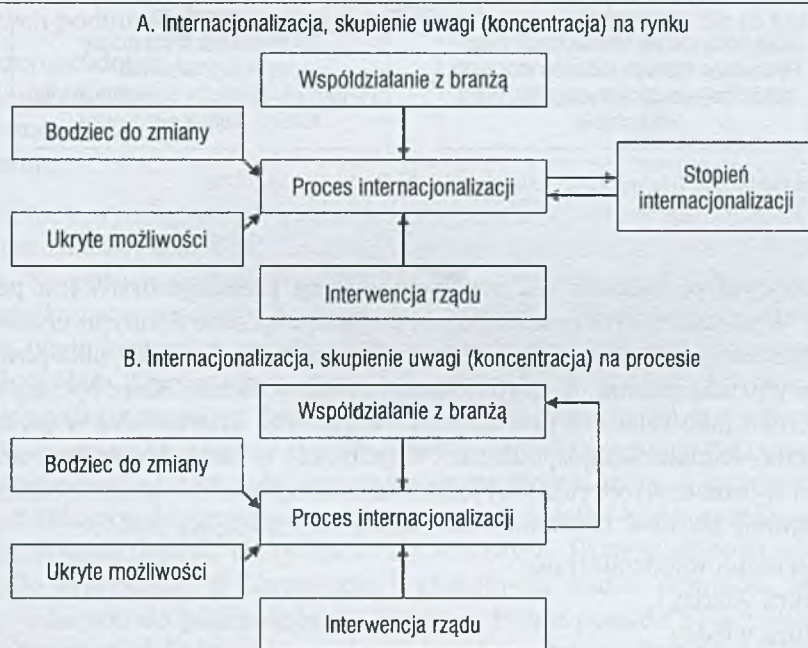 A. Internacjonalizacja, skupienie uwagi (koncentracja) na rynku
Współdziałanie z branżą
Bodziec do zmiany
Proces internacjonalizacji
Stopień
internacjonalizacji
Ukryte możliwości
Interwencja rządu
B. Internacjonalizacja, skupienie uwagi (koncentracja) na procesie
Współdziałanie z branżą
Bodziec do zmiany
Proces internacjonalizacji
Ukryte możliwości
Interwencja rządu